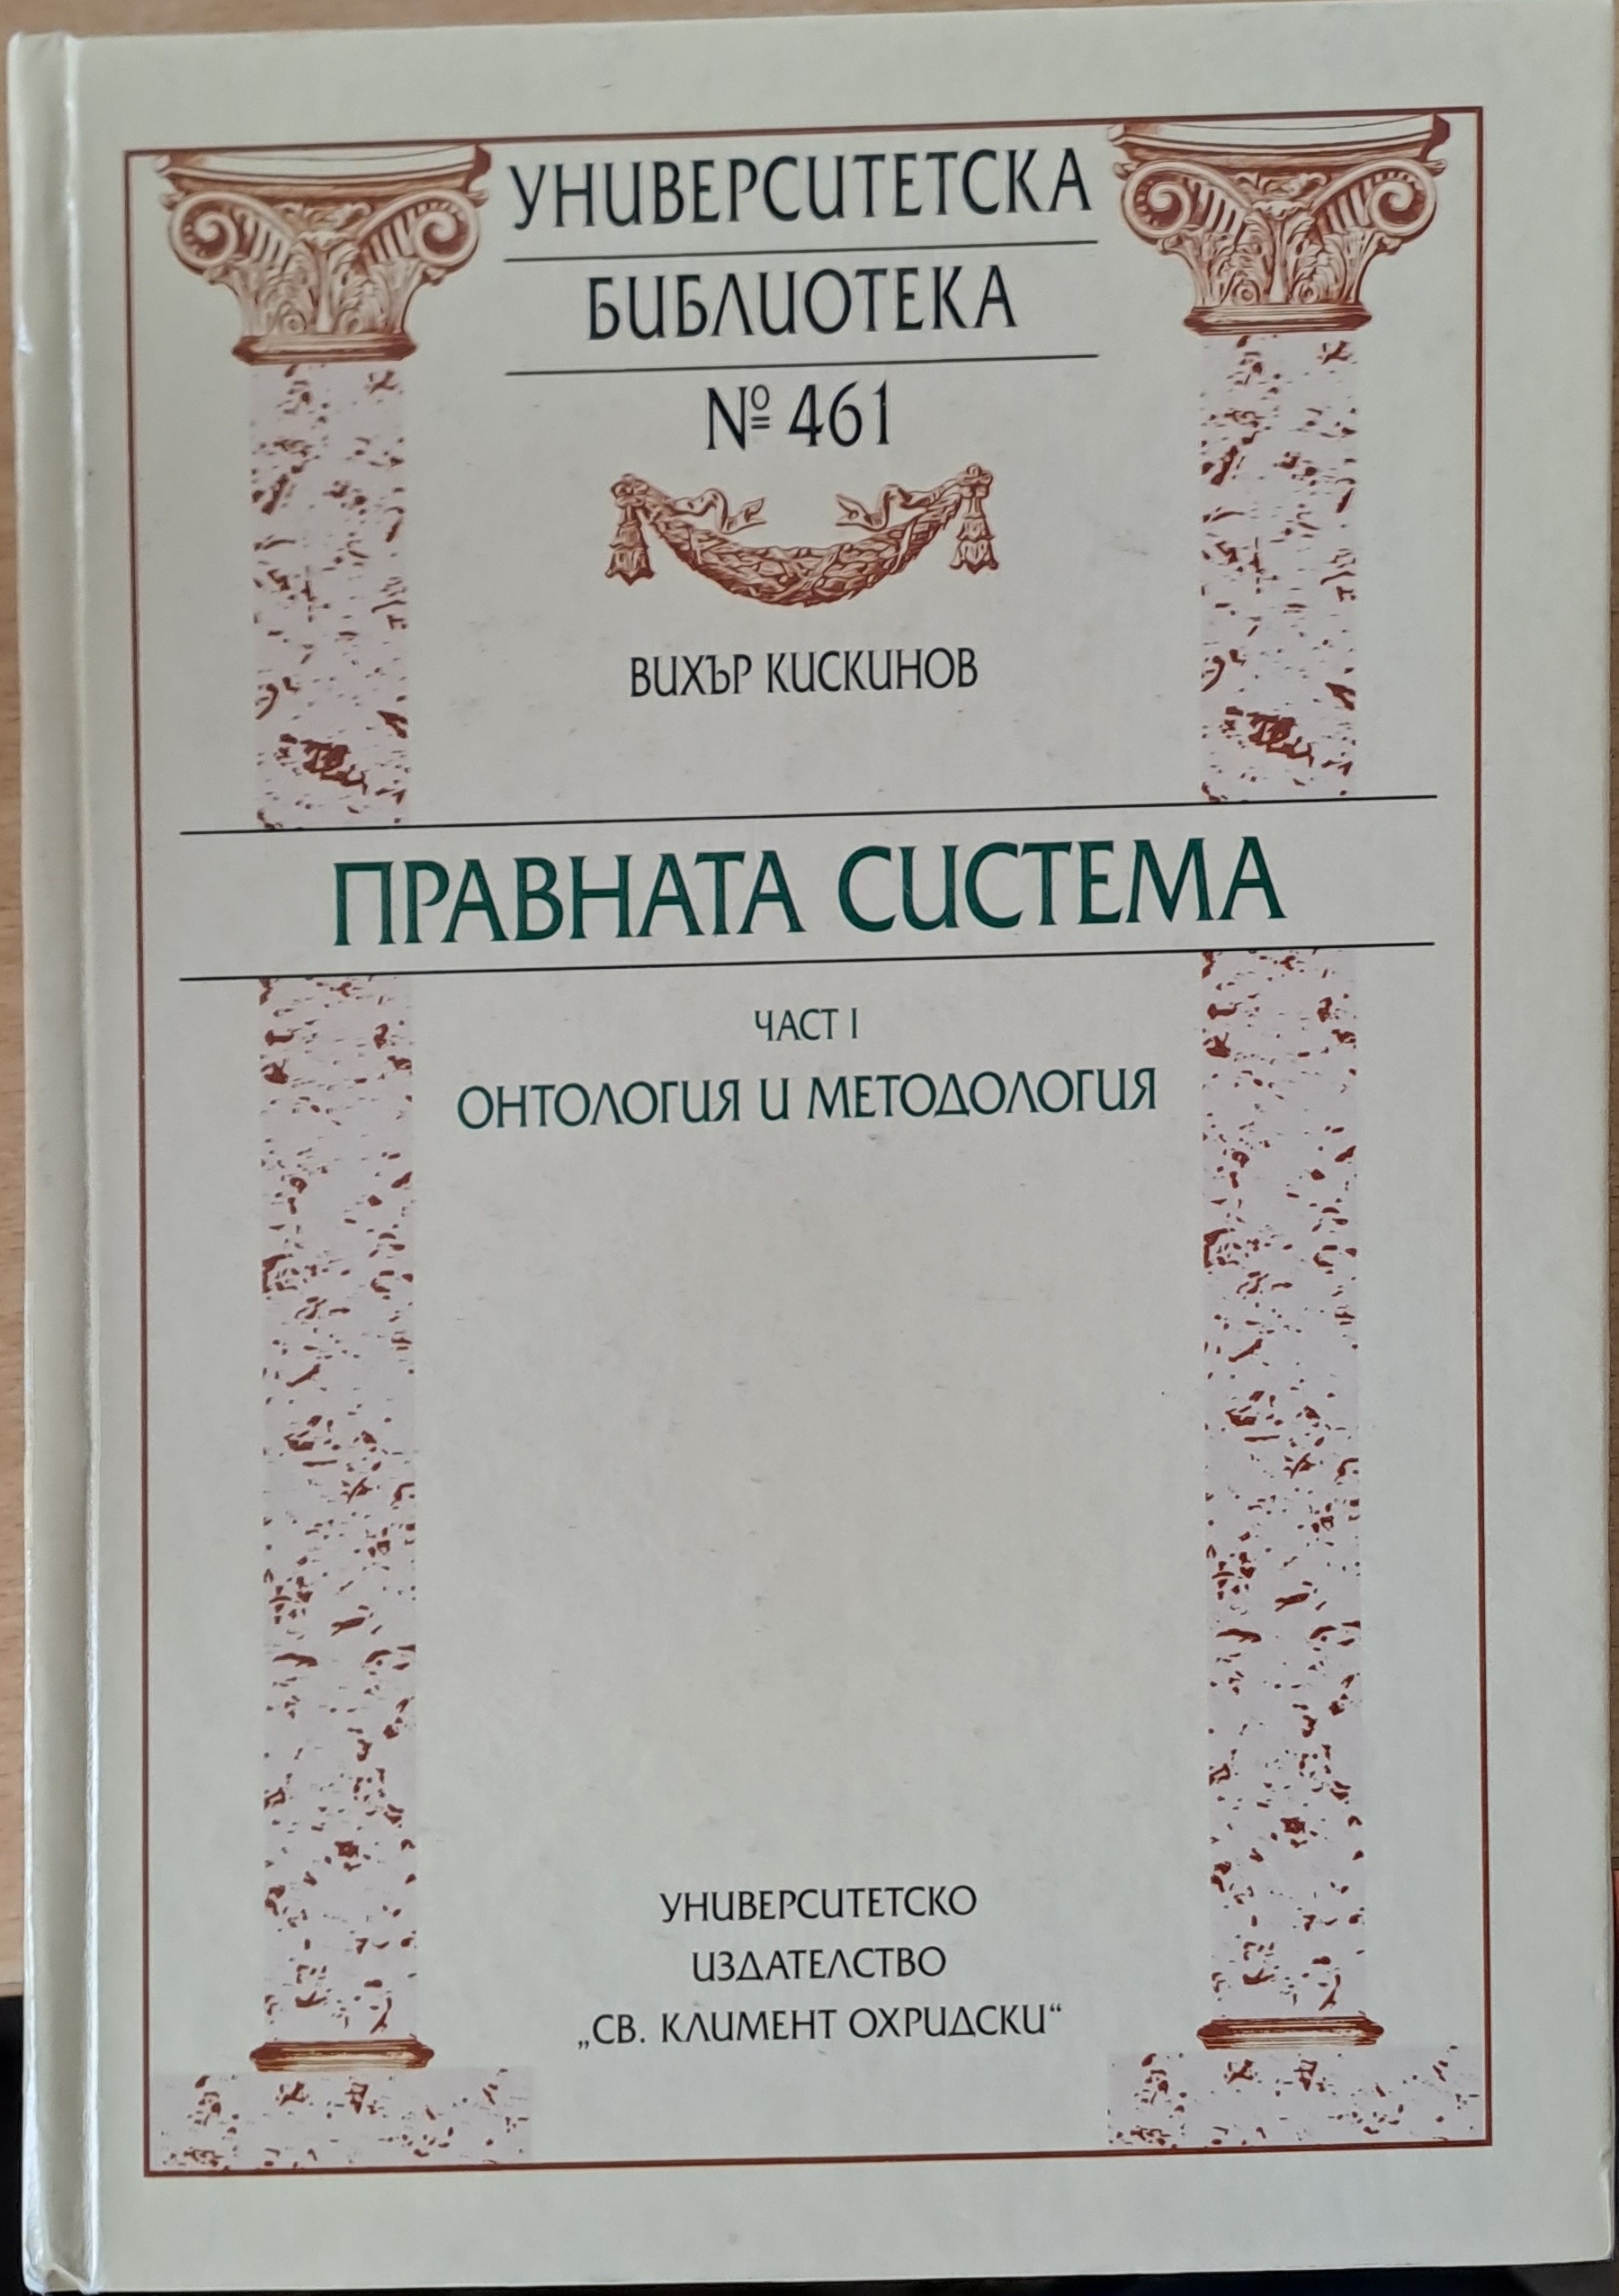 УНИВЕРСИТЕТСКА
БИБЛИОТЕКА
№ 461
ВИХЪР КИСКИНОВ
ПРАВНАТА СИСТЕМА
ЧАСТ I
ОНТОЛОГИЯ И МЕТОДОЛОГИЯ
УНИВЕРСИТЕТСКО
ИЗДАТЕЛСТВО
„СВ. КЛИМЕНТ ОХРИДСКИ“